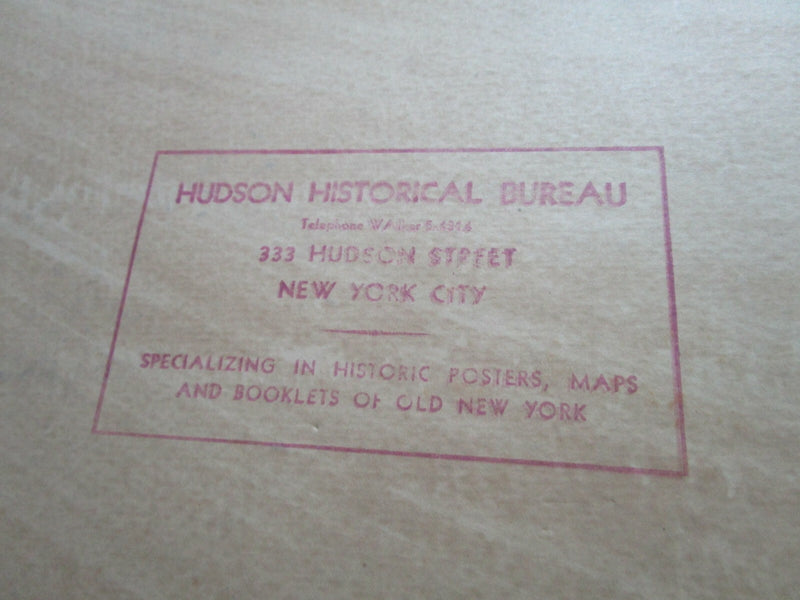 HUDSON HISTORICAL BUREAU
Telephone WAlker
333 HUDSON STREET
NEW YORK CITY
SPECIALIZING IN HISTORIC POSTERS, MAPS
AND BOOKLETS OF OLD NEW YORK